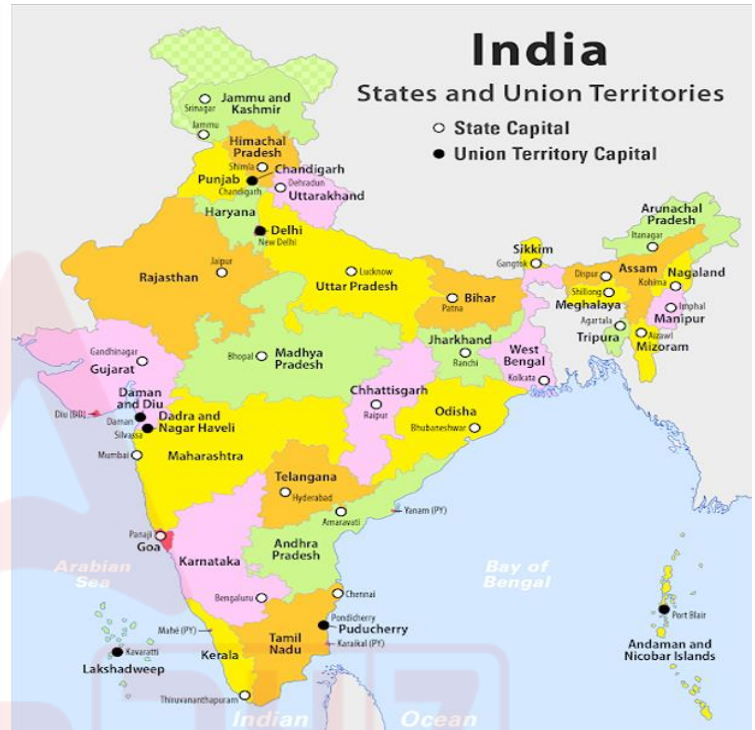 India
States and Union Territories
State Capital
Union Territory Capital
Srinagar
Jammu and
Kashmir
Jammu
Himachal
Pradesh
Shimla
Punjab
Chandigarh
Chandigarh
Dehradun
Uttarakhand
Haryana
Delhi
New Delhi
Arunachal
Pradesh
Itanagar
Sikkim
Gangtok
Dispur
Assam
Nagaland
Kohima
Jaipur
Rajasthan
Lucknow
Uttar Pradesh
Bihar
Patna
Shillong
Meghalaya
Imphal
Manipur
Agartala
Tripura
Aizawl
Mizoram
Gandhinagar
Gujarat
Bhopal
Madhya
Pradesh
Jharkhand
Ranchi
West
Bengal
Kolkata
Daman
and Diu
Diu (DD)
Daman
Dadra and
Nagar Haveli
Silvassa
Chhattisgarh
Raipur
Odisha
Bhubaneshwar
Mumbai
Maharashtra
Telangana
Hyderabad
Amaravati
Yanam (PY)
Panaji
Goa
Karnataka
Andhra
Pradesh
Arabian
Sea
Bay of
Bengal
Bengaluru
Chennai
Port Blair
Mahé (PY)
Pondicherry
Puducherry
Karaikal (PY)
Tamil
Nadu
Kerala
Kavaratti
Lakshadweep
Andaman and
Nicobar Islands
Thiruvananthapuram
Indian
Ocean